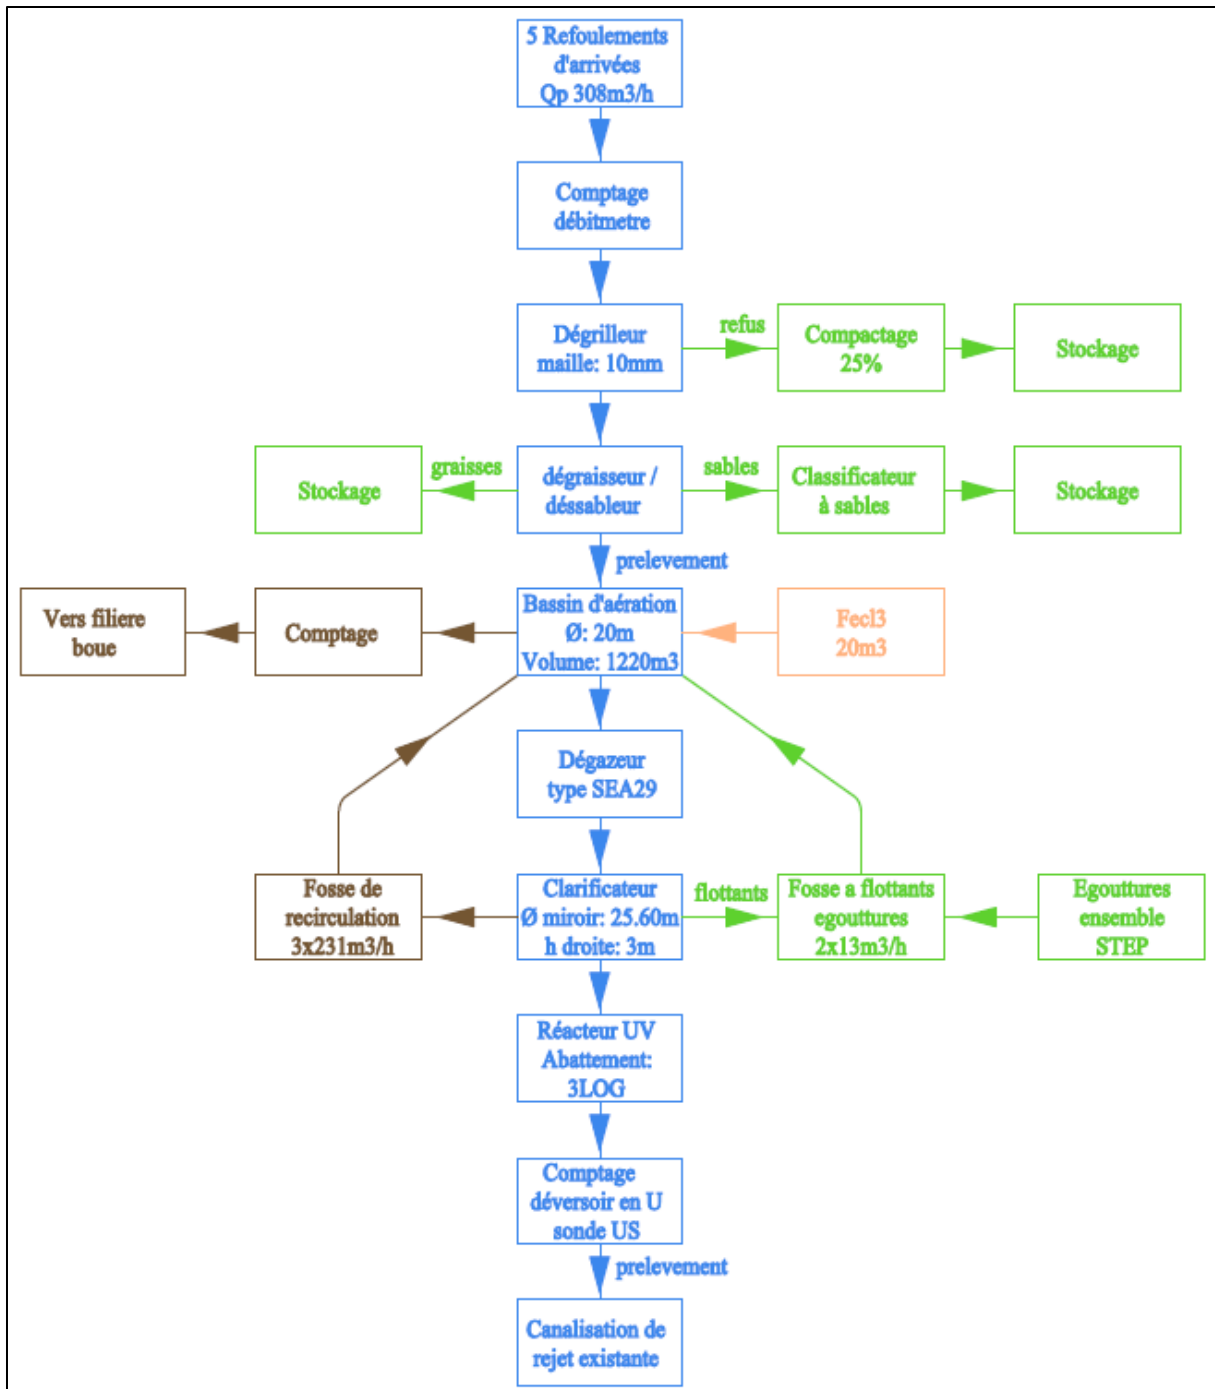 5 Refoulements
d'arrivées
Qp 308m3/h
Comptage
débitmetre
Dégrilleur
maille: 10mm
refus
Compactage
25%
Stockage
Stockage
graisses
dégraisseur /
déssableur
sables
Classificateur
à sables
Stockage
prelevement
Vers filiere
boue
Comptage
Bassin d'aération
Ø: 20m
Volume: 1220m3
Fecl3
20m3
Dégazeur
type SEA29
Fosse de
recirculation
3x231m3/h
Clarificateur
Ø miroir: 25.60m
h droite: 3m
flottants
Fosse a flottants
egouttures
2x13m3/h
Egouttures
ensemble
STEP
Réacteur UV
Abattement:
3LOG
Comptage
déversoir en U
sonde US
prelevement
Canalisation de
rejet existante